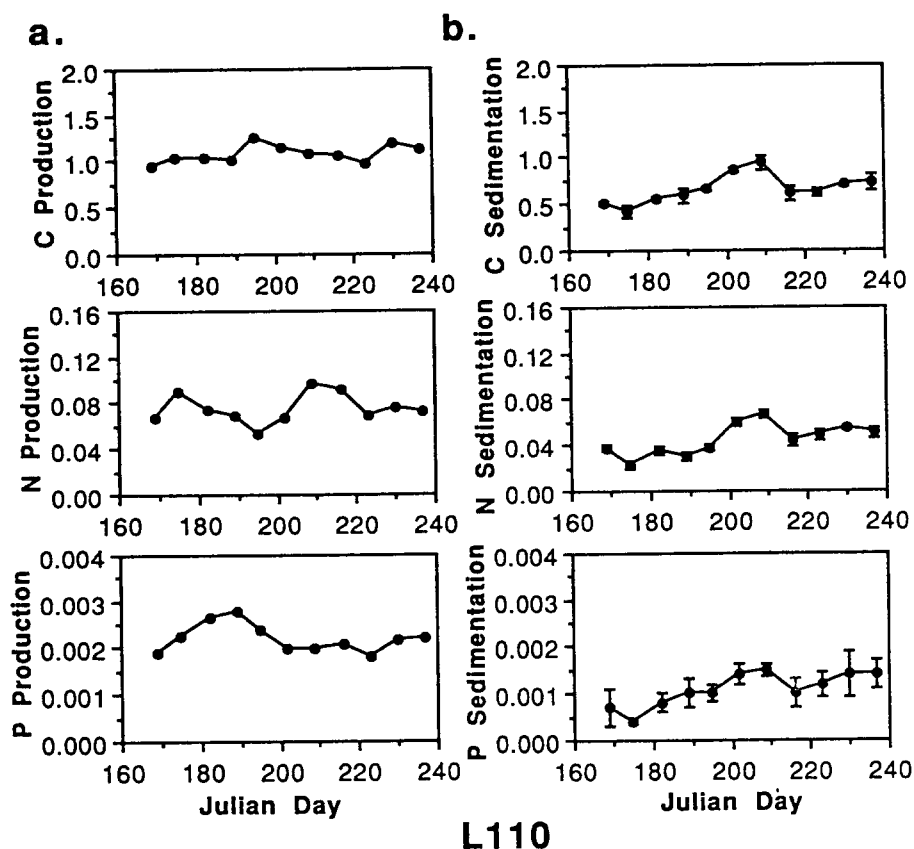 a.
C Production
2.0
1.5
1.0
0.5
0.0
160 180 200 220 240
N Production
0.16
0.12
0.08
0.04
0.00
160 180 200 220 240
P Production
0.004
0.003
0.002
0.001
0.000
160 180 200 220 240
Julian Day
b.
C Sedimentation
2.0
1.5
1.0
0.5
0.0
160 180 200 220 240
N Sedimentation
0.16
0.12
0.08
0.04
0.00
160 180 200 220 240
P Sedimentation
0.004
0.003
0.002
0.001
0.000
160 180 200 220 240
Julian Day
L110